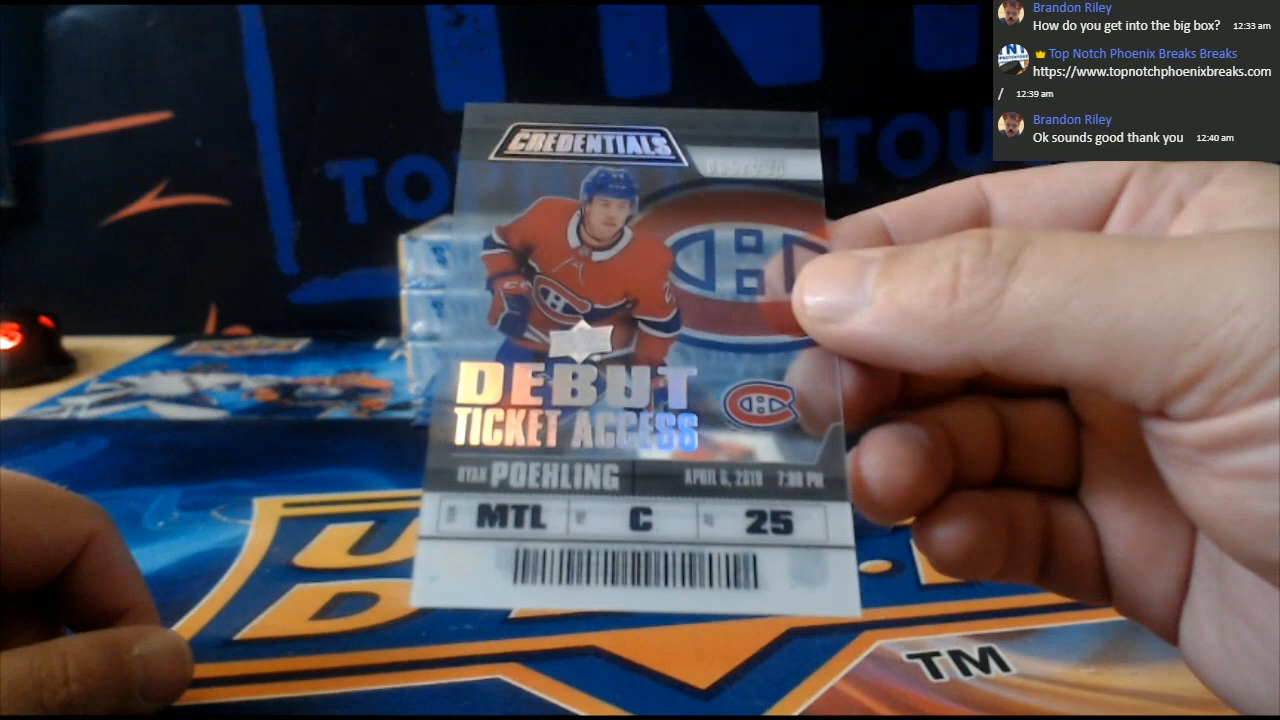 Brandon Riley
How do you get into the big box? 12:33 am
Top Notch Phoenix Breaks Breaks
https://www.topnotchphoenixbreaks.com
/ 12:39 am
Brandon Riley
Ok sounds good thank you 12:40 am
CREDENTIALS
DEBUT
TICKET ACCESS
RYAN POEHLING APRIL 6, 2019 7:00 PM
MTL C 25
TM